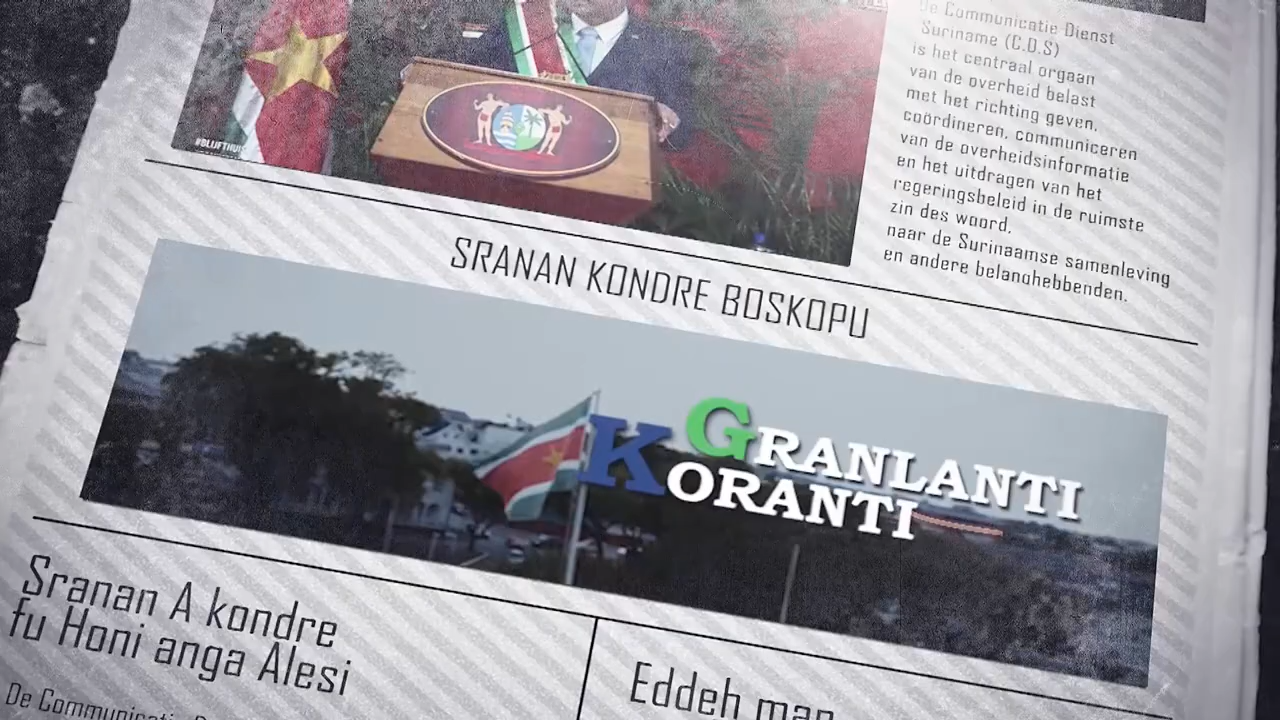 De Communicatie Dienst
Suriname (C.D.S)
is het centraal orgaan
van de overheid belast
met het richting geven,
coördineren, communiceren
van de overheidsinformatie
en het uitdragen van het
regeringsbeleid in de ruimste
zin des woord,
naar de Surinaamse samenleving
en andere belanghebbenden.
SRANAN KONDRE BOSKOPU
GRANLANTI
KORANTI
Sranan A kondre
fu Honi anga Alesi
Eddeh man
De